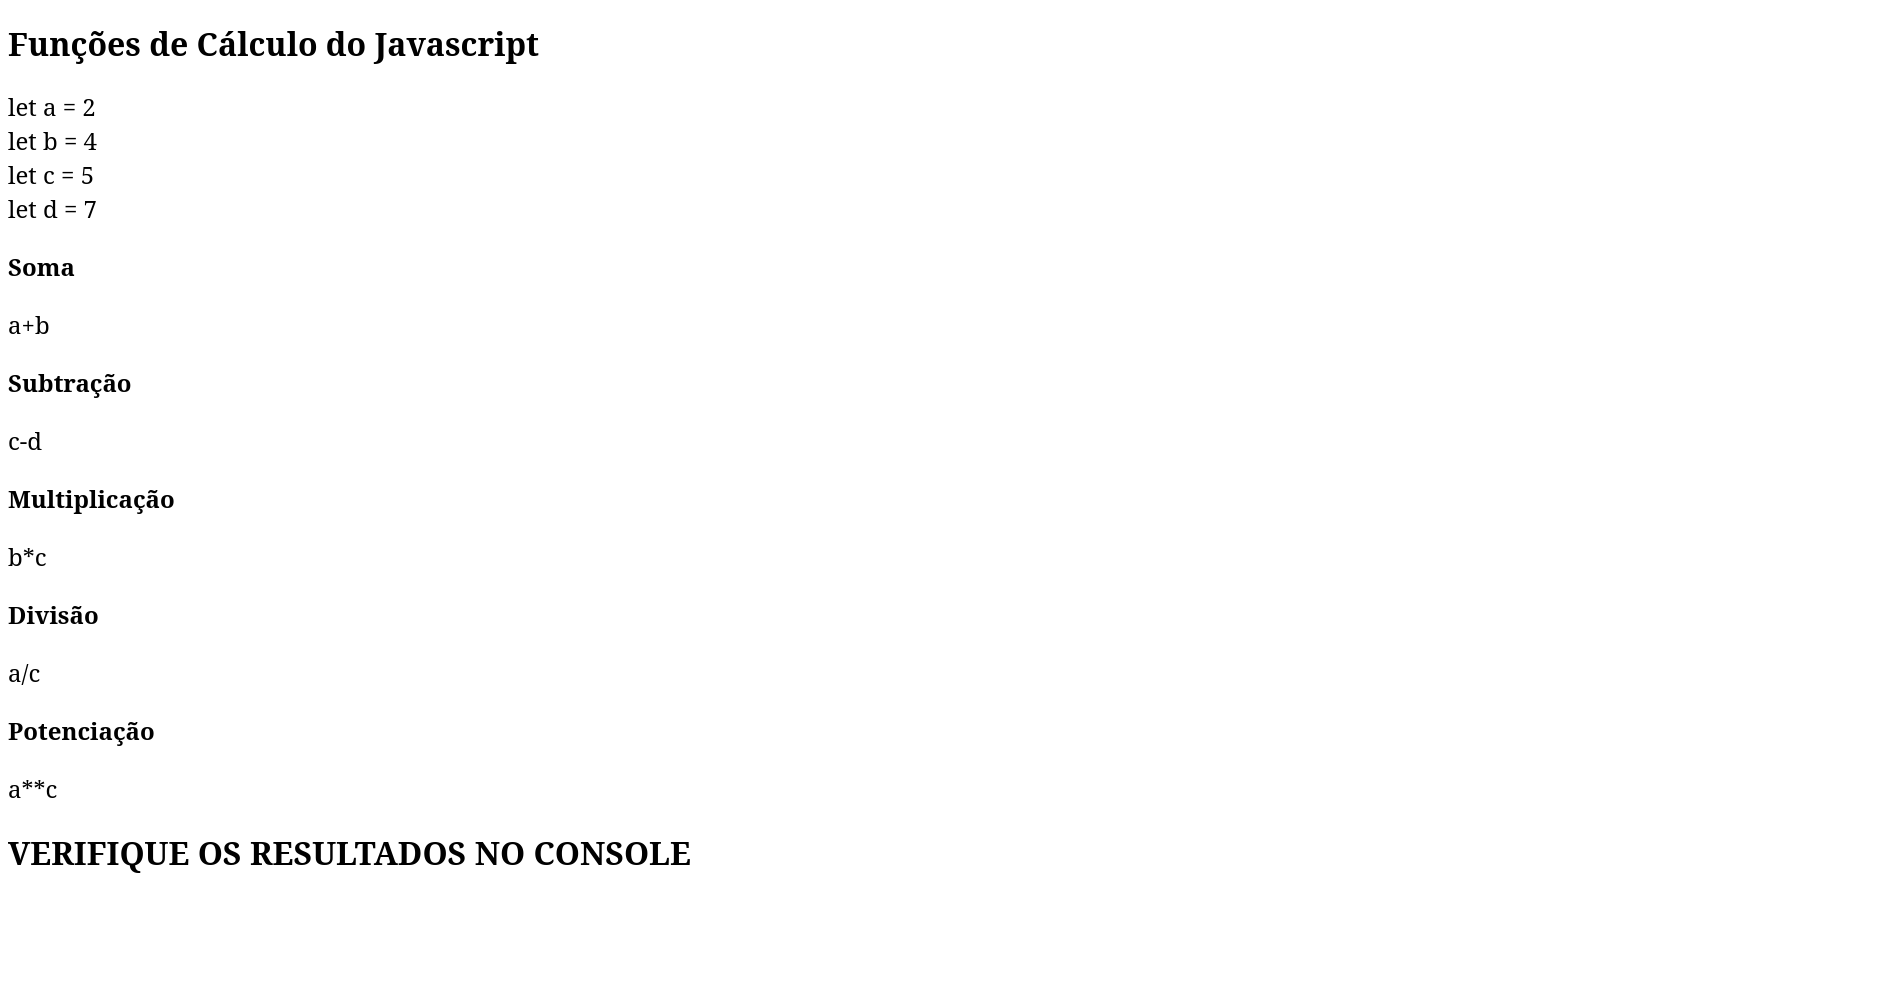 Funções de Cálculo do Javascript
let a = 2
let b = 4
let c = 5
let d = 7
Soma
a+b
Subtração
c-d
Multiplicação
b*c
Divisão
a/c
Potenciação
a**c
VERIFIQUE OS RESULTADOS NO CONSOLE